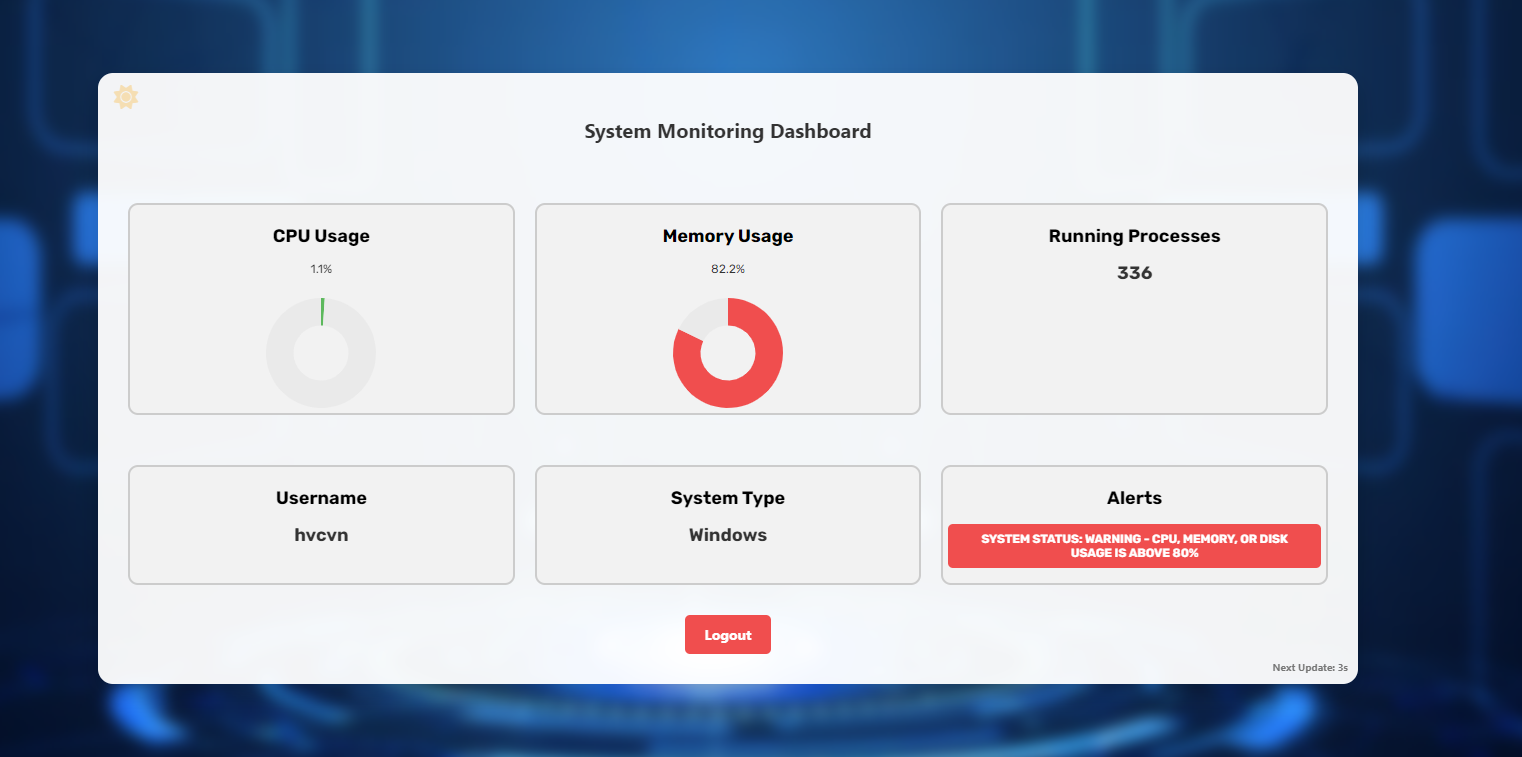 System Monitoring Dashboard
CPU Usage
1.1%
Memory Usage
82.2%
Running Processes
336
Username
hvcvn
System Type
Windows
Alerts
SYSTEM STATUS: WARNING - CPU, MEMORY, OR DISK
USAGE IS ABOVE 80%
Logout
Next Update: 3s